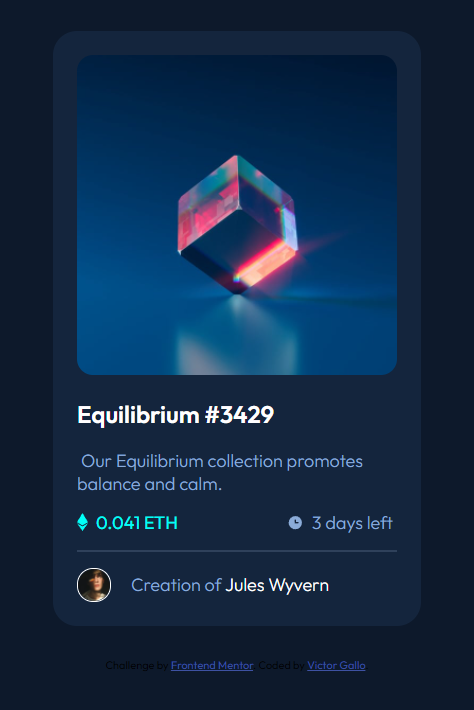 Equilibrium #3429
Our Equilibrium collection promotes
balance and calm.
0.041 ETH
3 days left
Creation of Jules Wyvern
Challenge by Frontend Mentor. Coded by Victor Gallo